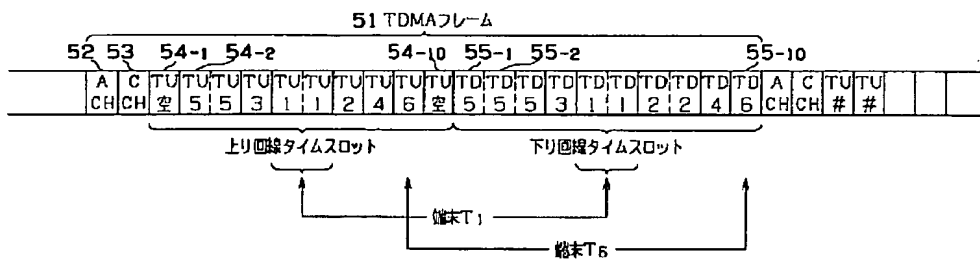 51 TDMAフレーム
52 53 54-1 54-2 54-10 55-1 55-2 55-10
A C TU TU TU TU TU TU TU TU TU TU TD TD TD TD TD TD TD TD TD TD A C TU TU
CH CH 空 5 5 3 1 1 2 4 6 空 5 5 5 3 1 1 2 2 4 6 CH CH # #
上り回線タイムスロット 下り回線タイムスロット
端末T1
端末T6